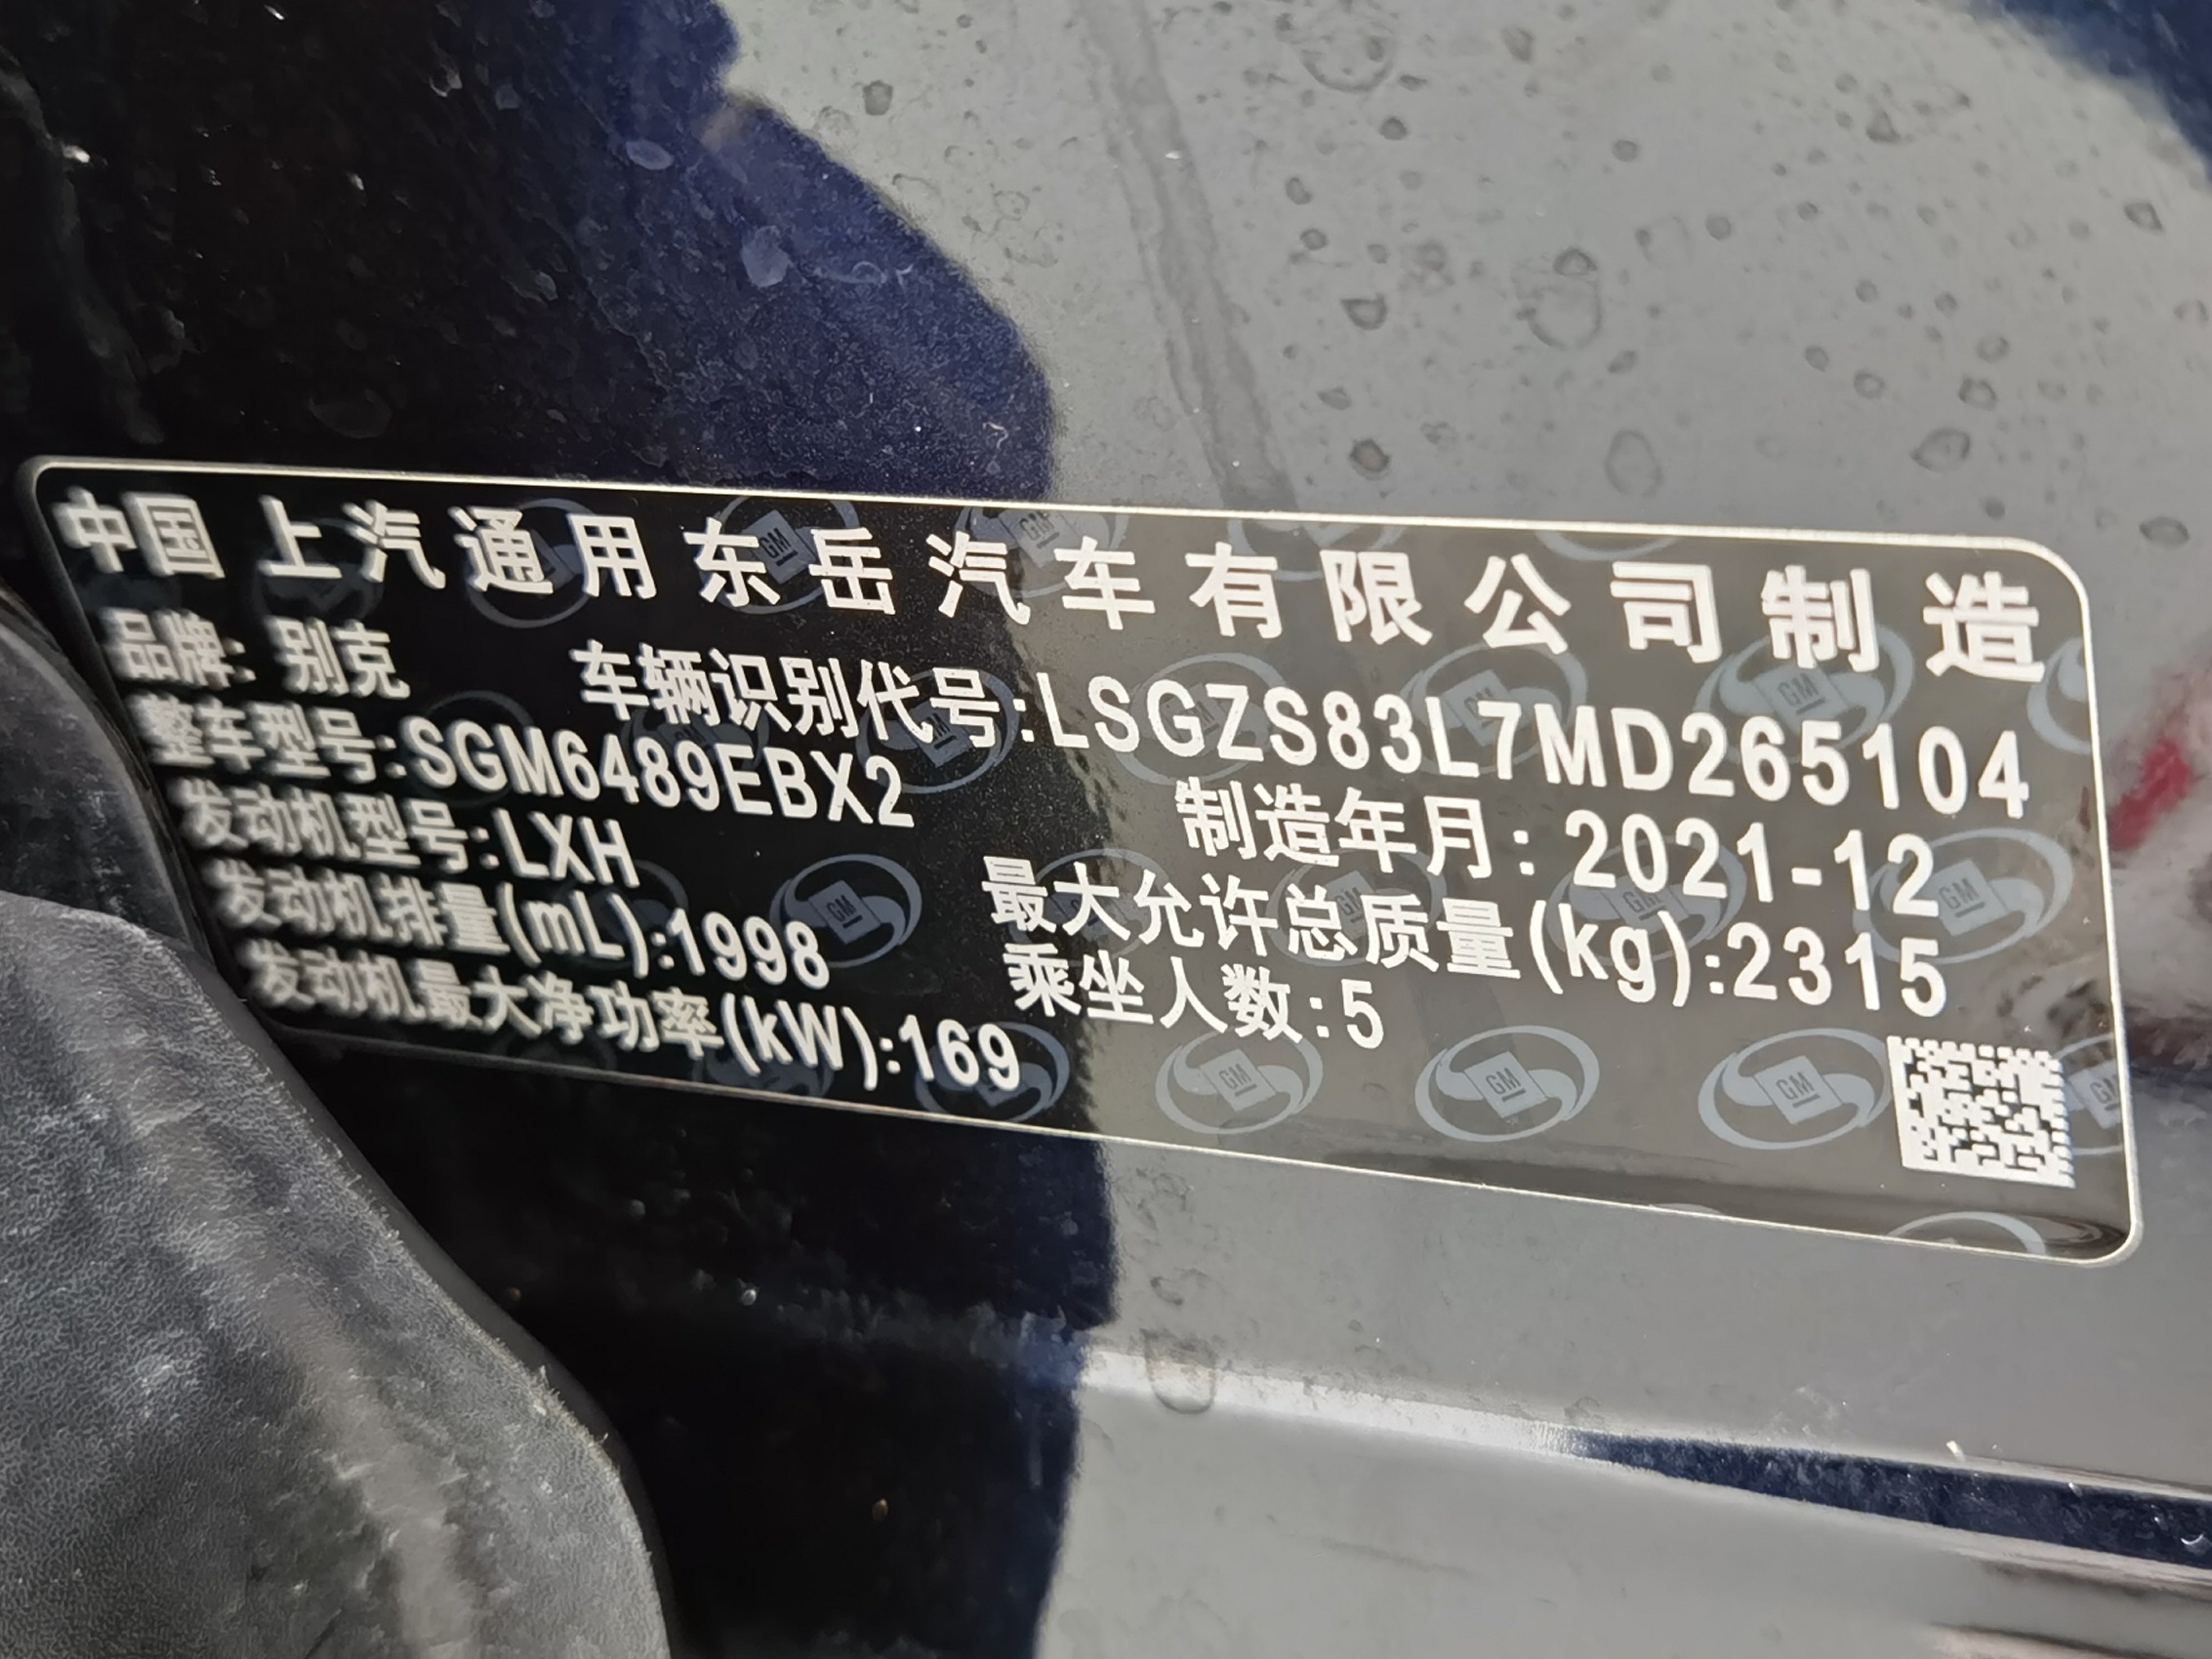 中国 上汽通用东岳汽车有限公司制造
品牌: 别克 车辆识别代号:LSGZS83L7MD265104
整车型号:SGM6489EBX2 制造年月:2021-12
发动机型号:LXH 最大允许总质量(kg):2315
发动机排量(mL):1998 乘坐人数:5
发动机最大净功率(kW):169
GM